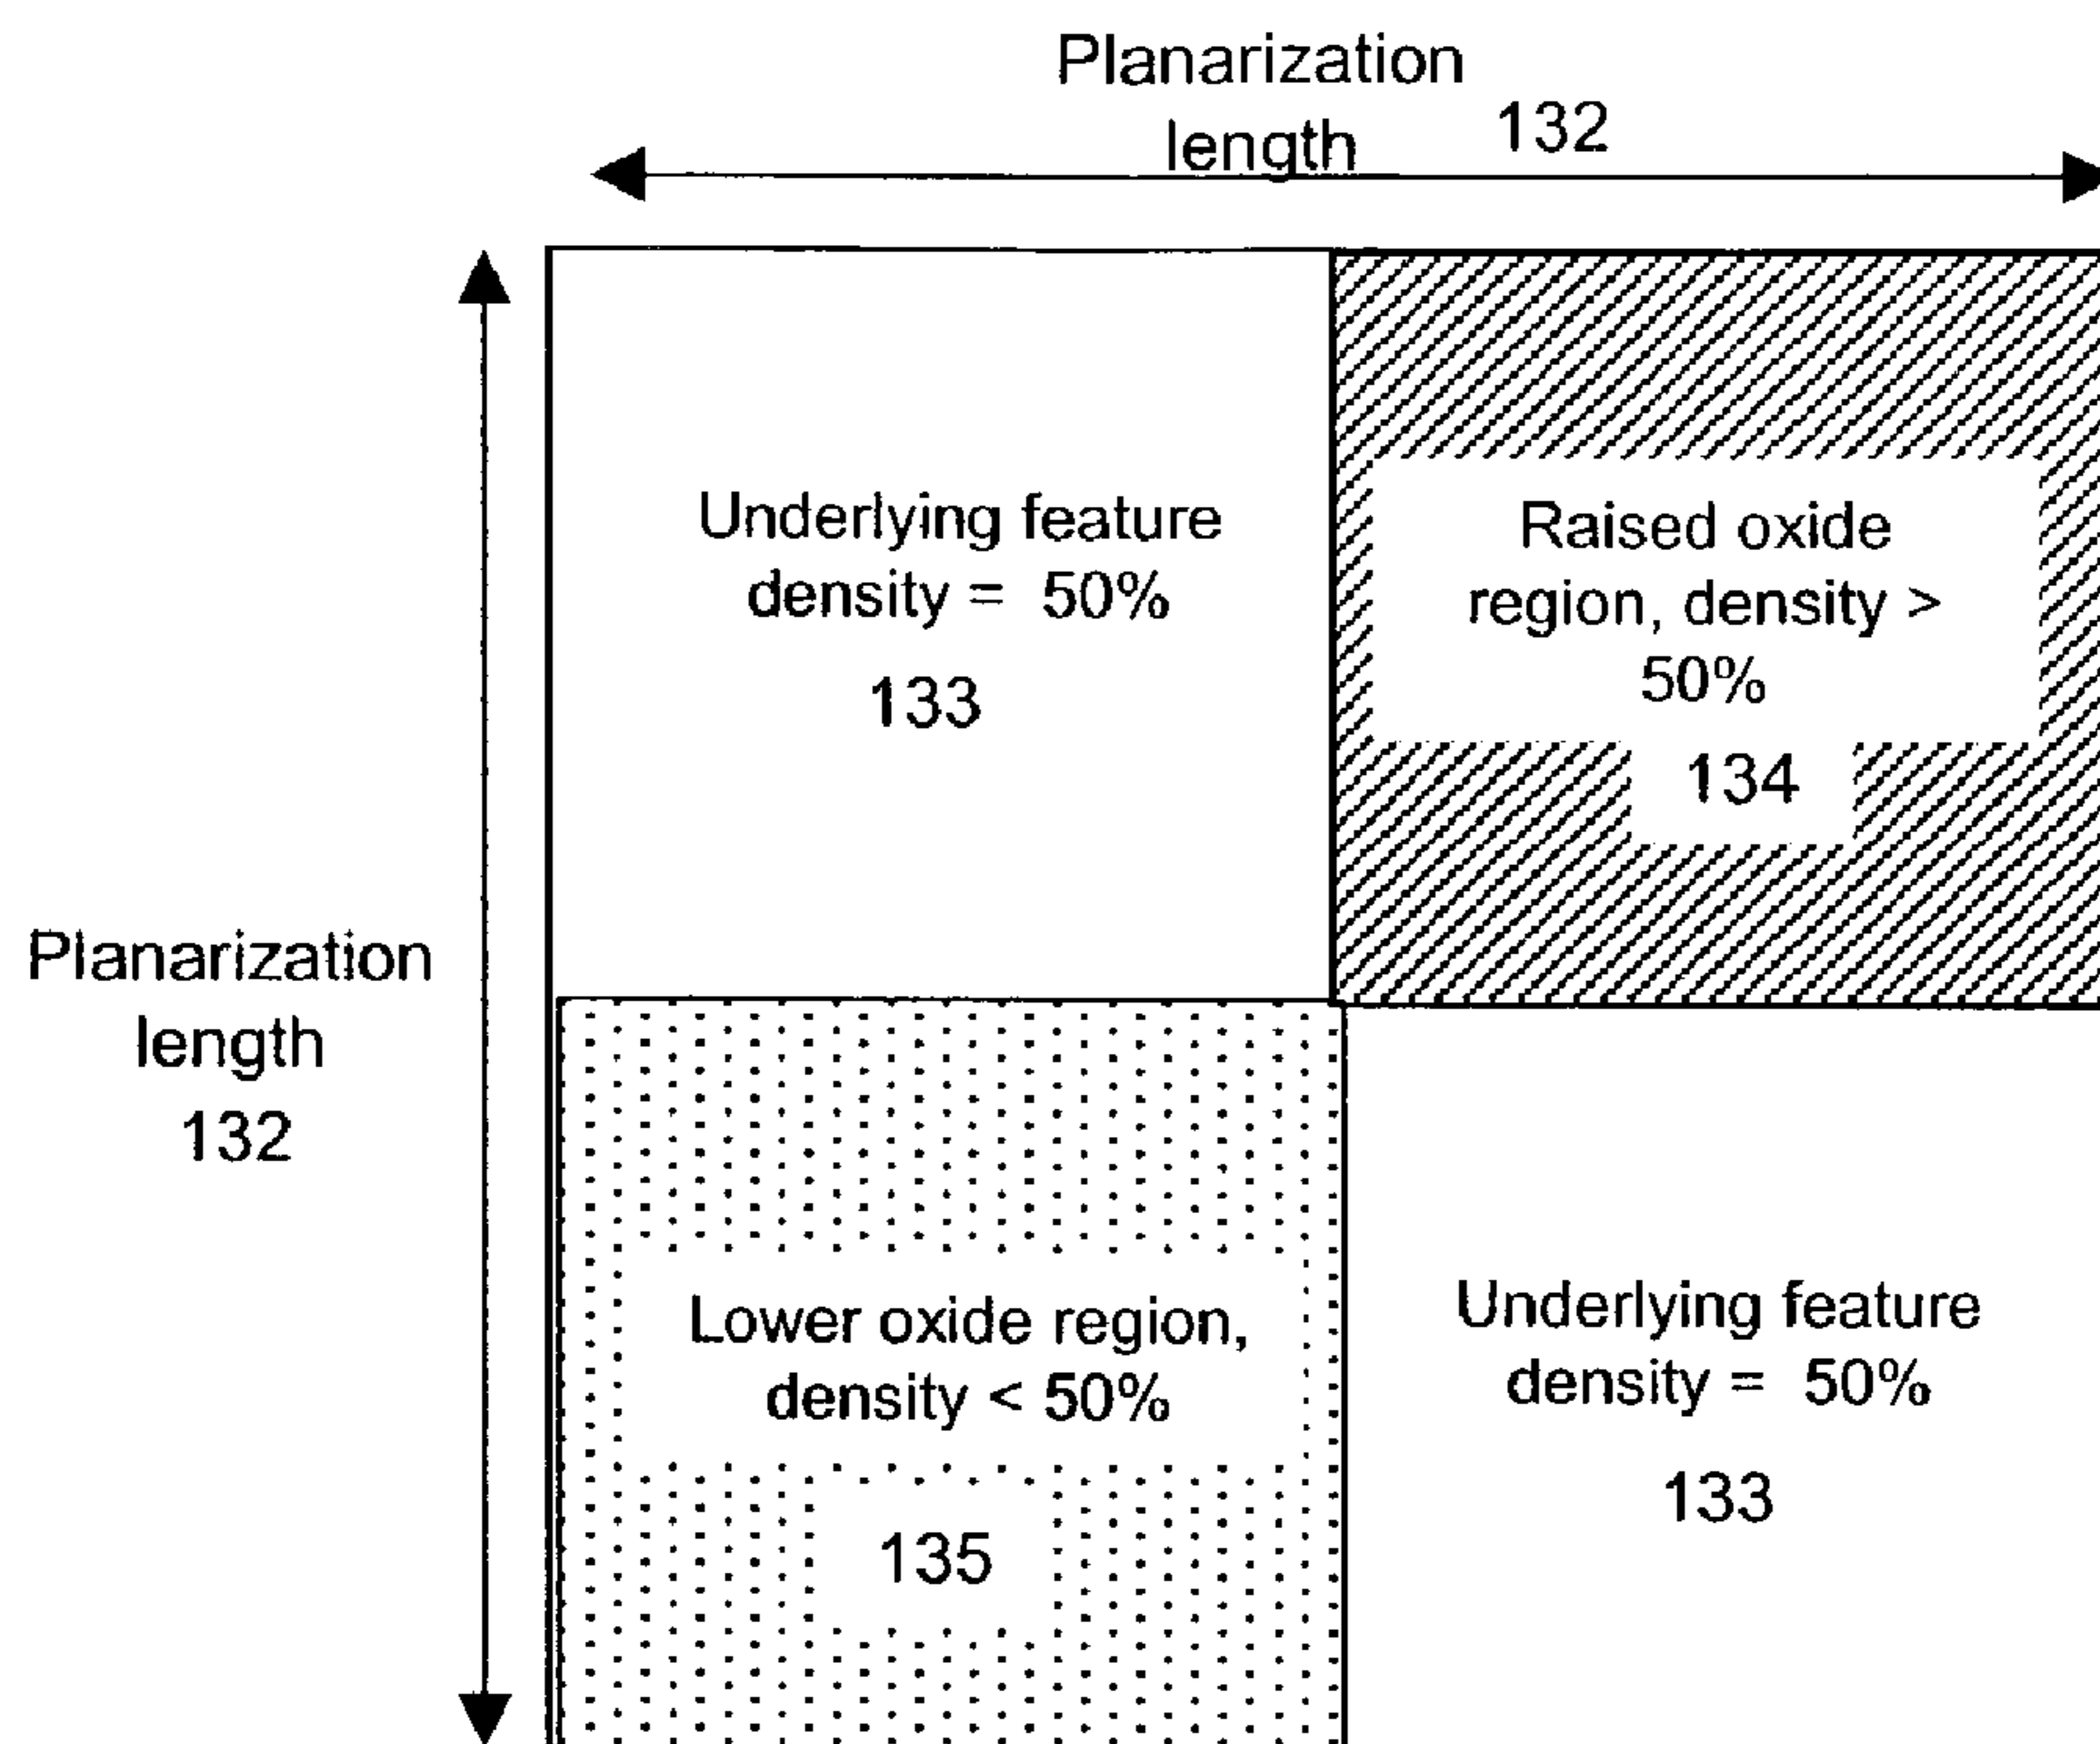 Planarization
length 132
Underlying feature
density = 50%
133
Raised oxide
region, density >
50%
134
Planarization
length
132
Lower oxide region,
density < 50%
135
Underlying feature
density = 50%
133